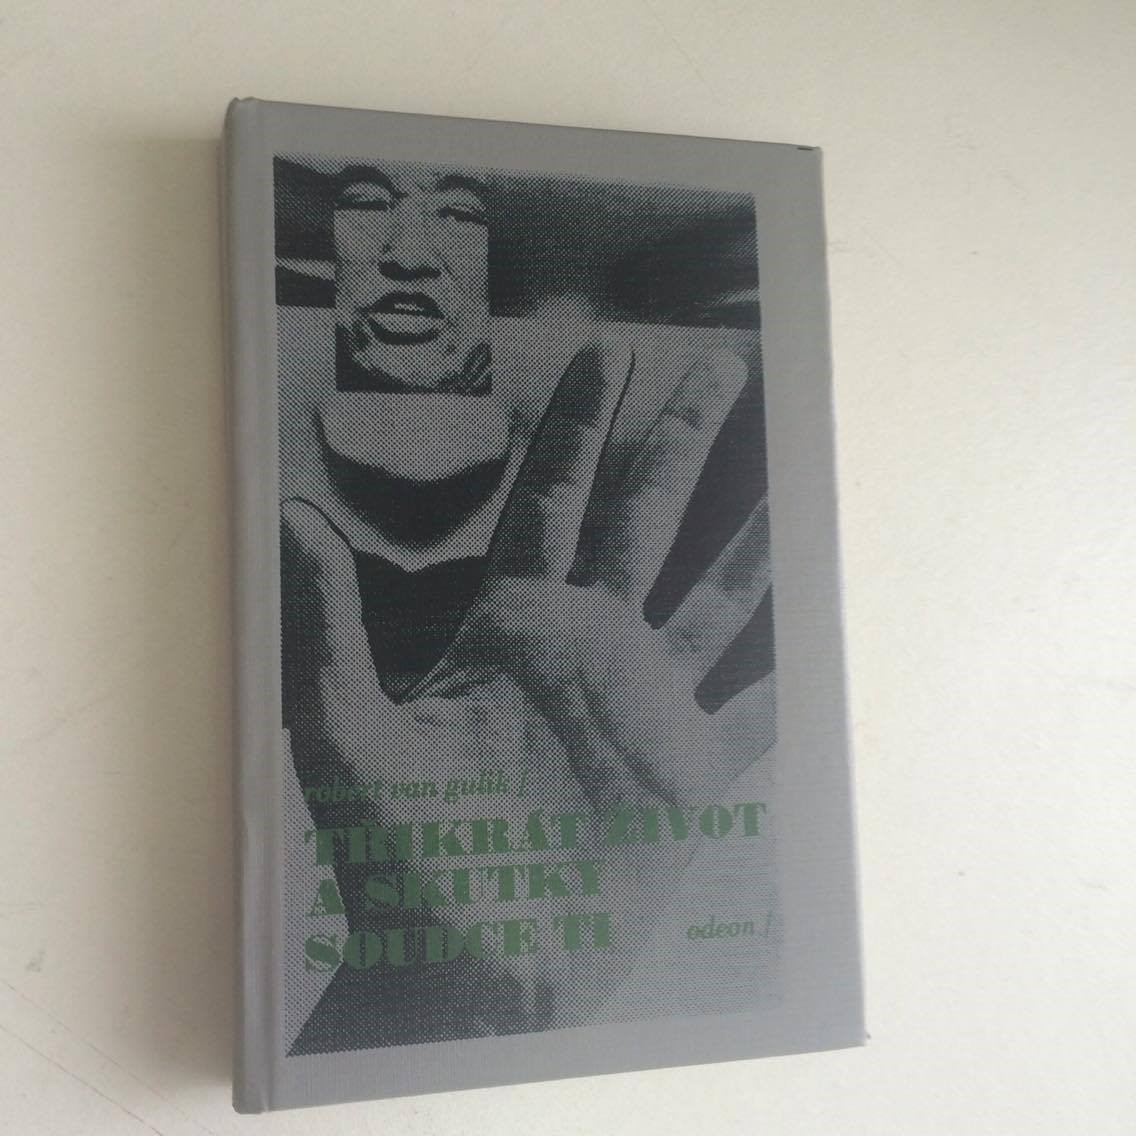 robert van gulik /
TŘIKRÁT ŽIVOT
A SKUTKY
SOUDCE TI
odeon /